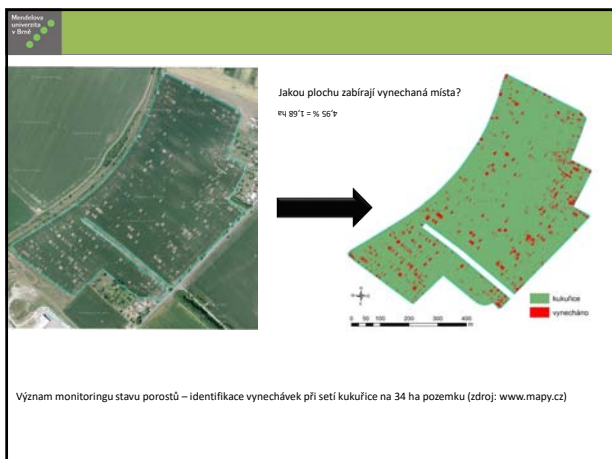 Mendelova
univerzita
v Brně
Jakou plochu zabírají vynechaná místa?
4,95 % = 1,68 ha
kukuřice
vynecháno
0 50 100 200 300 400
m
Význam monitoringu stavu porostů – identifikace vynechávek při setí kukuřice na 34 ha pozemku (zdroj: www.mapy.cz)